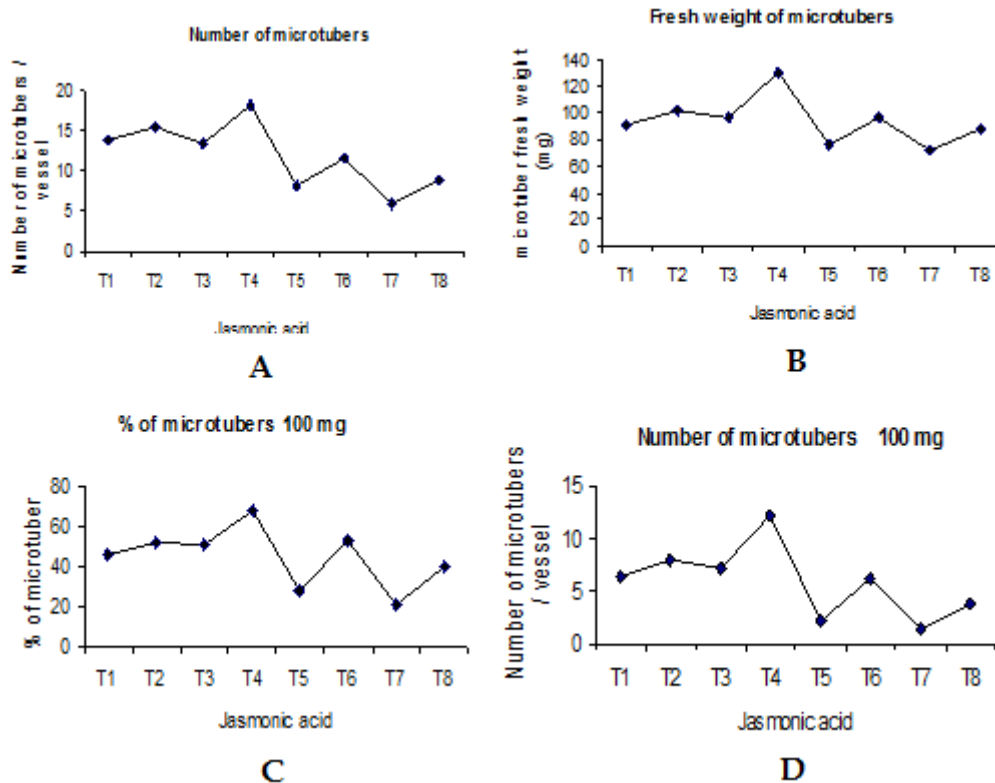 Number of microtubers
Number of microtubers /
vessel
20
15
10
5
0
T1 T2 T3 T4 T5 T6 T7 T8
Jasmonic acid
A
Fresh weight of microtubers
microtuber fresh weight
(mg)
140
120
100
80
60
40
20
0
T1 T2 T3 T4 T5 T6 T7 T8
Jasmonic acid
B
% of microtubers 100 mg
% of microtuber
80
60
40
20
0
T1 T2 T3 T4 T5 T6 T7 T8
Jasmonic acid
C
Number of microtubers 100 mg
Number of microtubers
/ vessel
15
10
5
0
T1 T2 T3 T4 T5 T6 T7 T8
Jasmonic acid
D